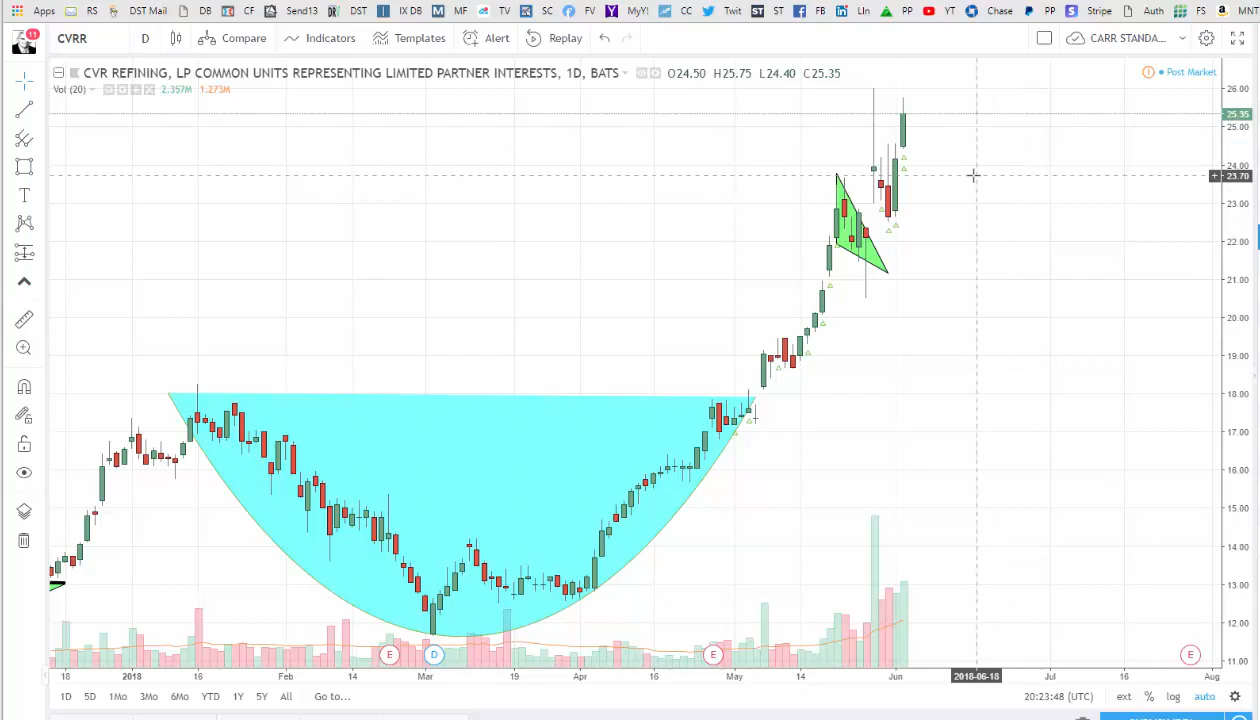 Apps RS DST Mail DB CF Send13 DRT DST IX DB MF TV SC FV MyY! CC Twit ST FB LIn PP YT Chase PP Stripe Auth FS MNT
11 CVRR D Compare Indicators Templates Alert Replay CARR STANDA...
CVR REFINING, LP COMMON UNITS REPRESENTING LIMITED PARTNER INTERESTS, 1D, BATS O24.50 H25.75 L24.40 C25.35 Post Market
Vol (20) 2.357M 1.273M
26.00
25.35
25.00
24.00
23.70
23.00
22.00
21.00
20.00
19.00
18.00
17.00
16.00
15.00
14.00
13.00
12.00
E D E E
11.00
18 2018 16 Feb 19 Mar 19 Apr 16 May 14 Jun 2018-06-18 Jul 16 Aug
1D 5D 1Mo 3Mo 6Mo YTD 1Y 5Y All Go to... 20:23:48 (UTC) ext % log auto